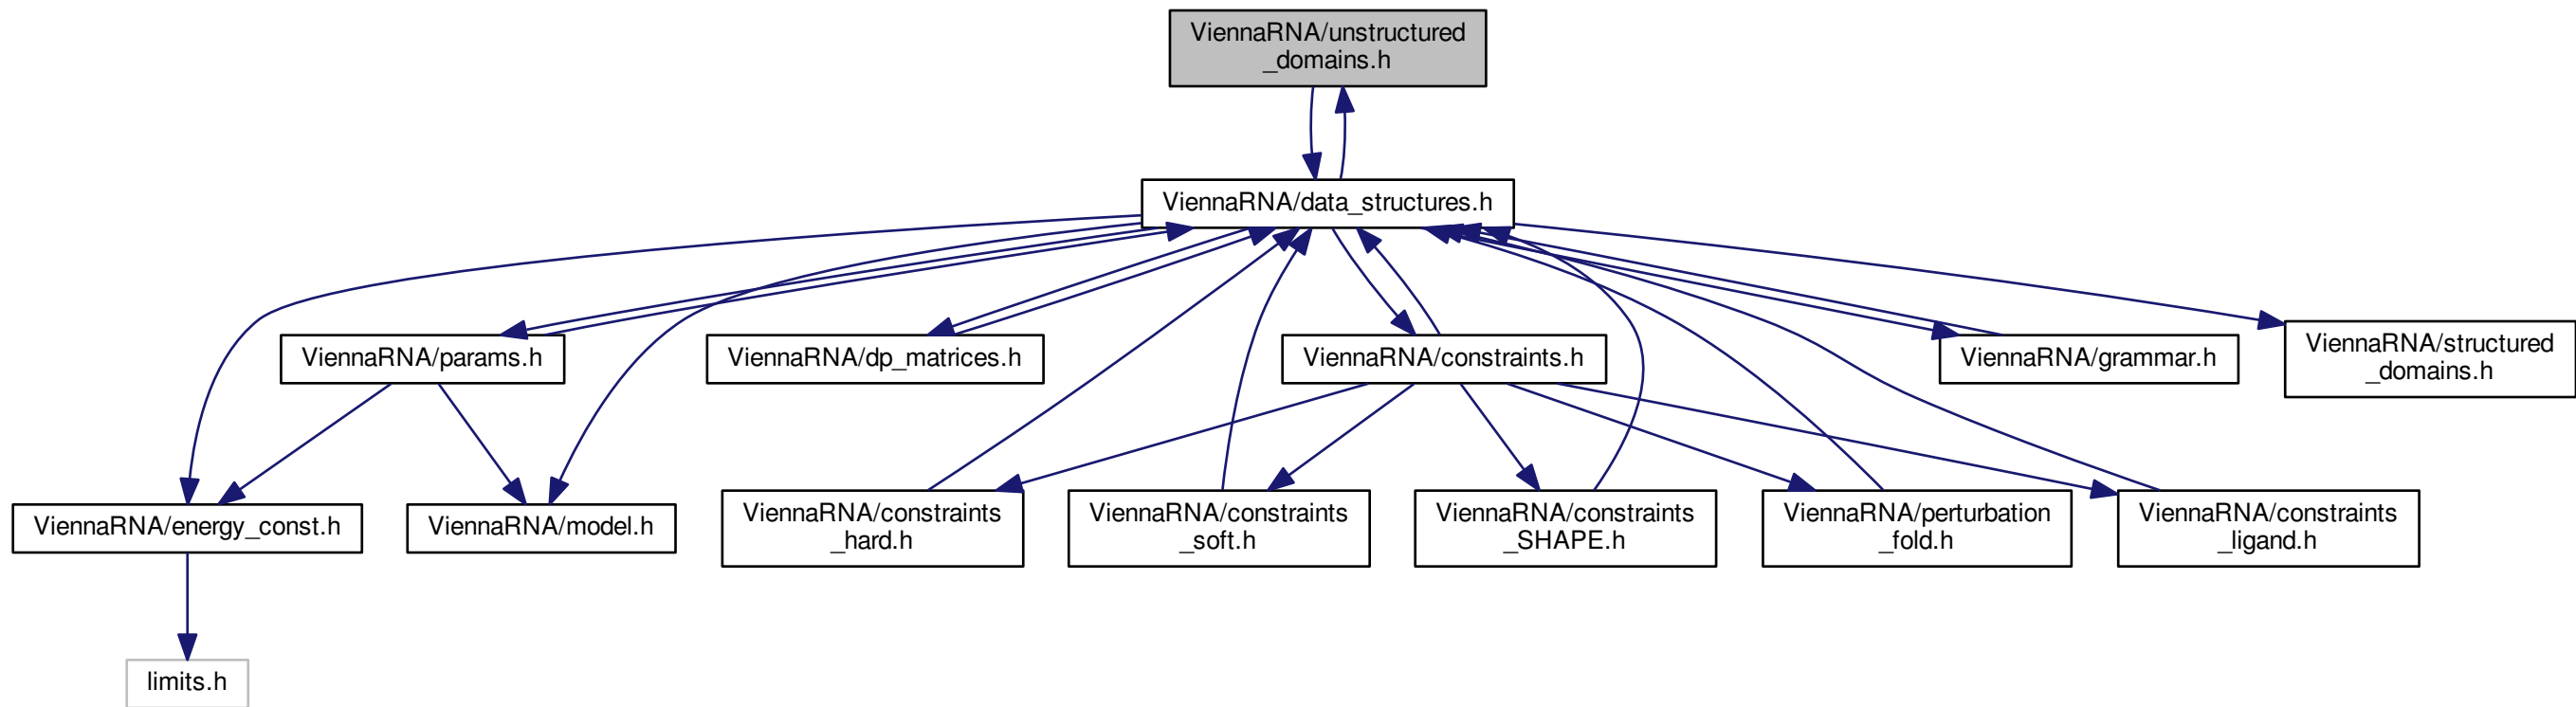 ViennaRNA/unstructured
_domains.h
ViennaRNA/data_structures.h
ViennaRNA/params.h
ViennaRNA/dp_matrices.h
ViennaRNA/constraints.h
ViennaRNA/grammar.h
ViennaRNA/structured
_domains.h
ViennaRNA/energy_const.h
ViennaRNA/model.h
ViennaRNA/constraints
_hard.h
ViennaRNA/constraints
_soft.h
ViennaRNA/constraints
_SHAPE.h
ViennaRNA/perturbation
_fold.h
ViennaRNA/constraints
_ligand.h
limits.h